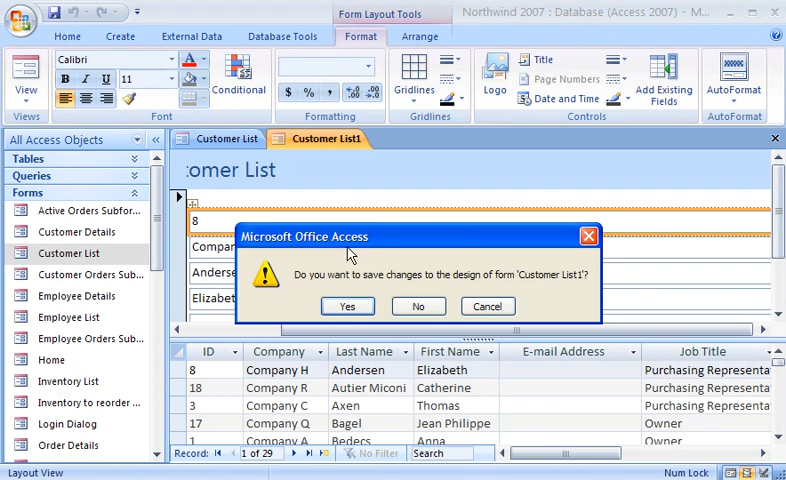 Form Layout Tools
Northwind 2007 : Database (Access 2007) - M...
Home
Create
External Data
Database Tools
Format
Arrange
View
Views
Calibri
B I U 11
Font
Conditional
$ % ,
Formatting
Gridlines
Gridlines
Logo
Title
Page Numbers
Date and Time
Controls
Add Existing
Fields
AutoFormat
AutoFormat
All Access Objects
Tables
Queries
Forms
Active Orders Subfor...
Customer Details
Customer List
Customer Orders Sub...
Employee Details
Employee List
Employee Orders Sub...
Home
Inventory List
Inventory to reorder ...
Login Dialog
Order Details
Customer List
Customer List1
:omer List
8
Compan
Anderse
Elizabet
Microsoft Office Access
Do you want to save changes to the design of form 'Customer List1'?
Yes
No
Cancel
ID Company Last Name First Name E-mail Address Job Title
8 Company H Andersen Elizabeth Purchasing Representa
18 Company R Autier Miconi Catherine Purchasing Representa
3 Company C Axen Thomas Purchasing Representa
17 Company Q Bagel Jean Philippe Owner
1 Company A Bedecs Anna Owner
Record: 1 of 29 No Filter Search
Layout View
Num Lock